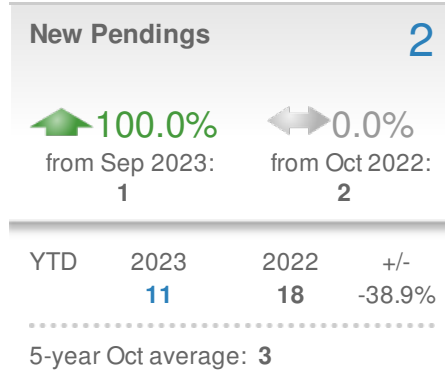 New Pendings 2
100.0% 0.0%
from Sep 2023: from Oct 2022:
1 2
YTD 2023 2022 +/-
11 18 -38.9%
5-year Oct average: 3